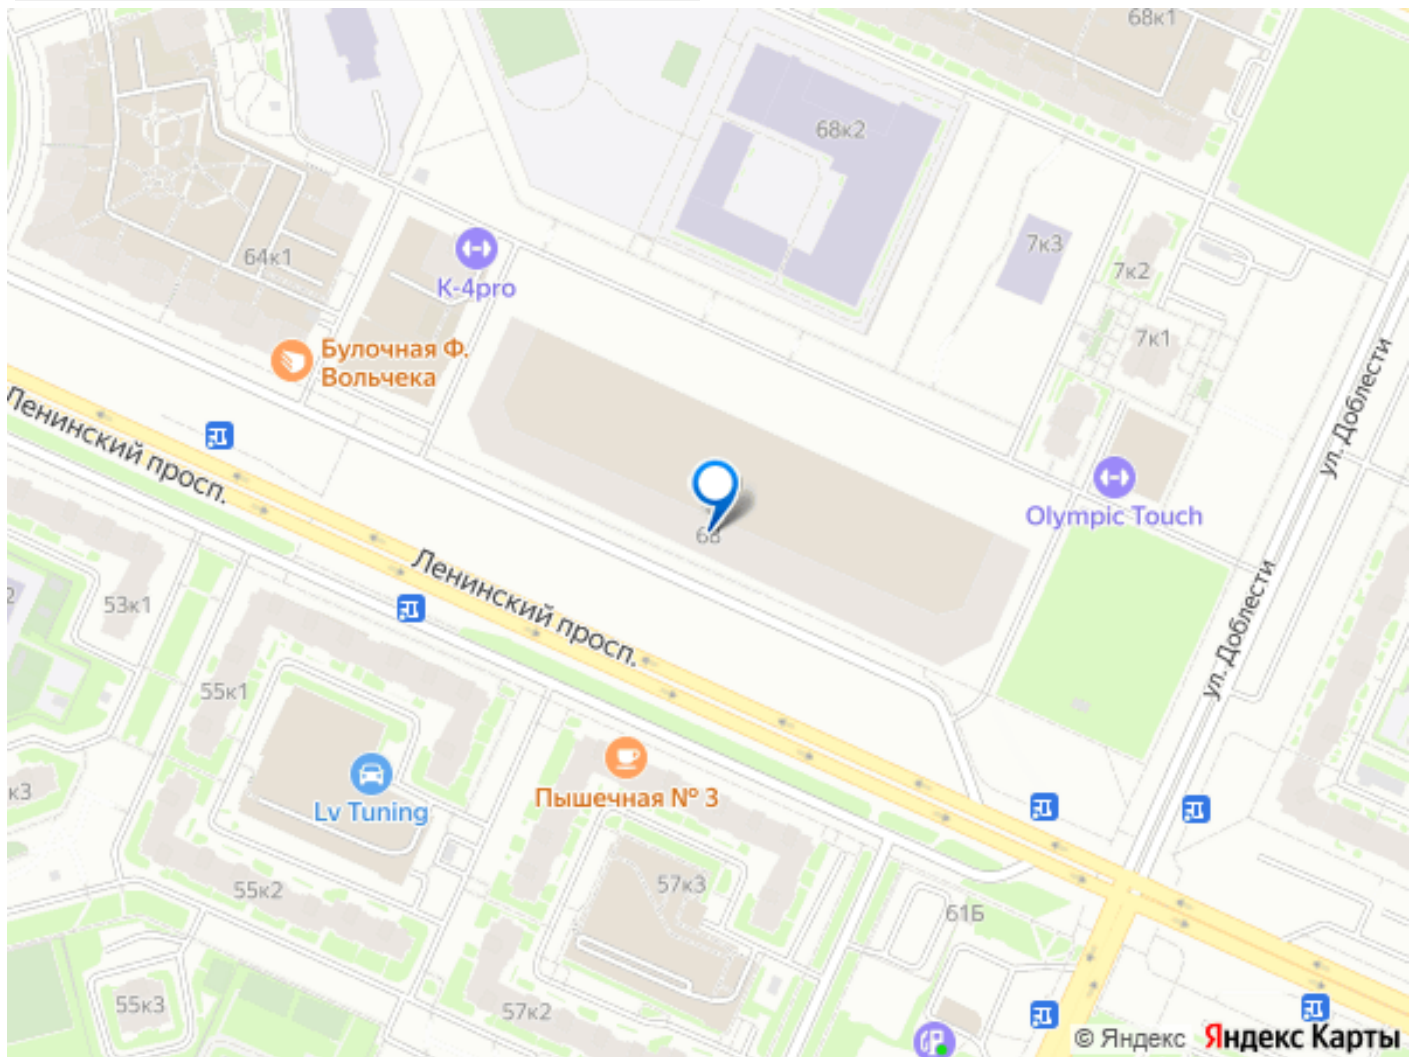 68к1
68к2
7к3
7к2
64к1
K-4pro
7к1
Булочная Ф.
Вольчека
ул. Доблести
Ленинский просп.
Olympic Touch
Ленинский просп.
ул. Доблести
53к1
55к1
к3
Lv Tuning
Пышечная № 3
55к2
57к3
61Б
55к3
57к2
© Яндекс Яндекс Карты